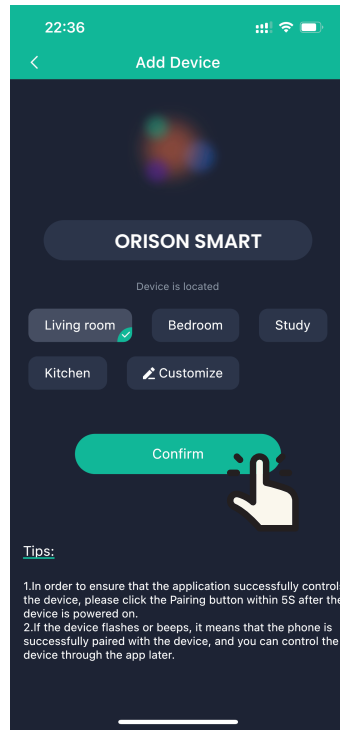 22:36
Add Device
ORISON SMART
Device is located
Living room Bedroom Study
Kitchen Customize
Confirm
Tips:
1.In order to ensure that the application successfully controls
the device, please click the Pairing button within 5S after the
device is powered on.
2.If the device flashes or beeps, it means that the phone is
successfully paired with the device, and you can control the
device through the app later.